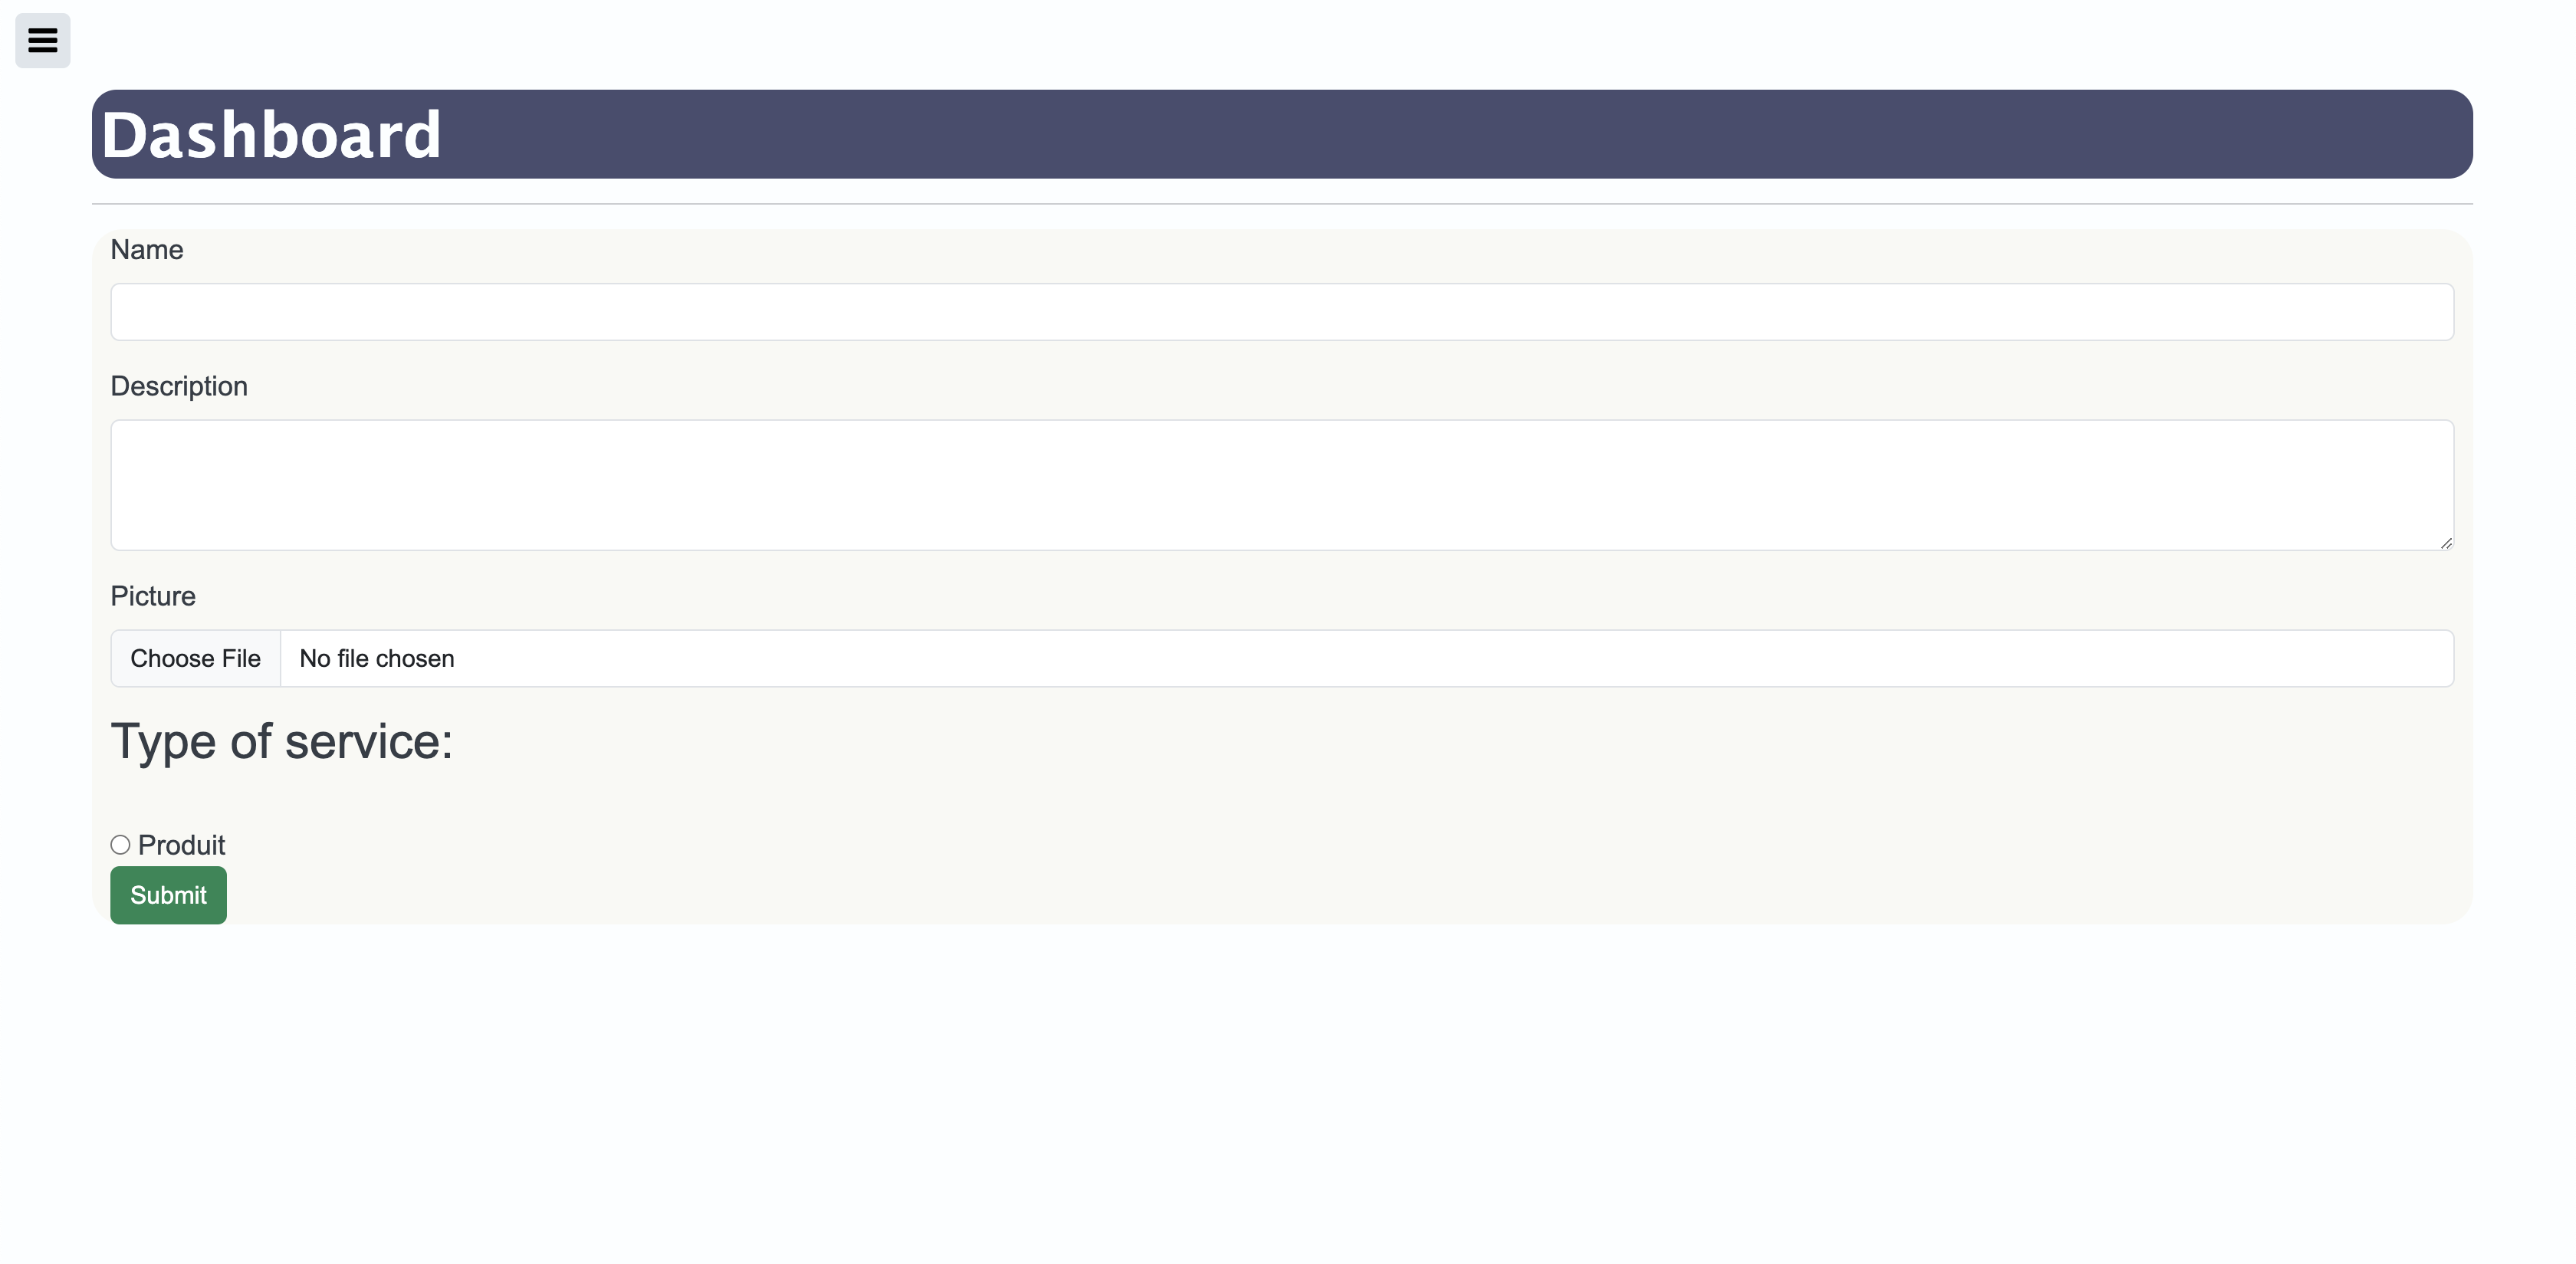 Dashboard
Name
Description
Picture
Choose File No file chosen
Type of service:
Produit
Submit